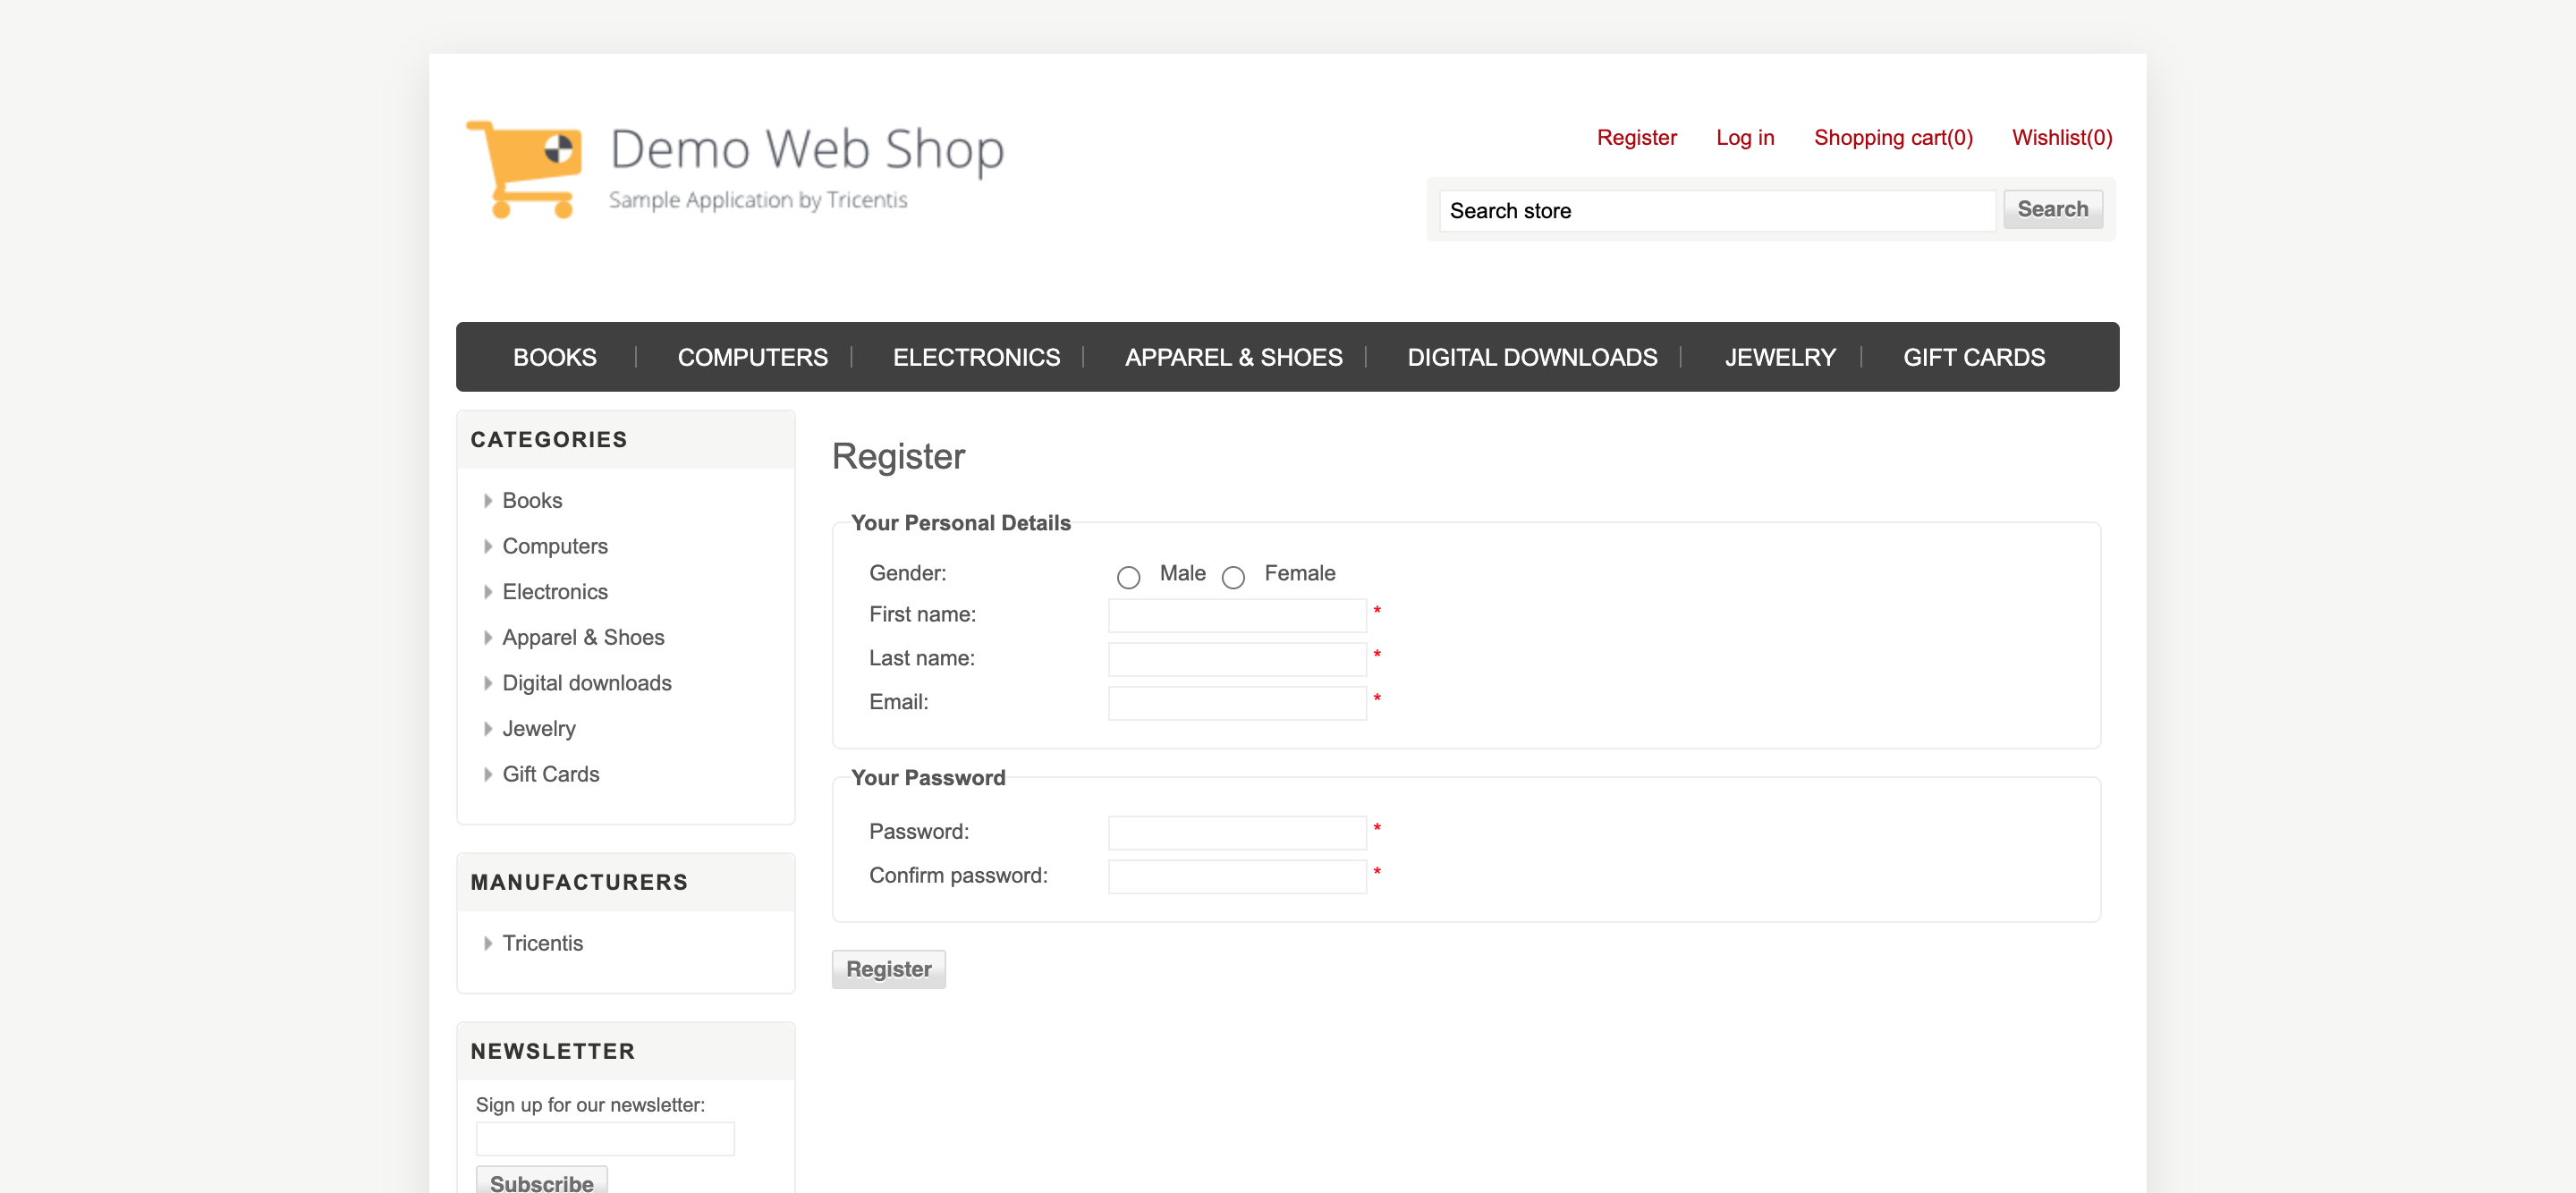 Demo Web Shop
Sample Application by Tricentis
Register Log in Shopping cart(0) Wishlist(0)
Search store Search
BOOKS COMPUTERS ELECTRONICS APPAREL & SHOES DIGITAL DOWNLOADS JEWELRY GIFT CARDS
CATEGORIES
Books
Computers
Electronics
Apparel & Shoes
Digital downloads
Jewelry
Gift Cards
MANUFACTURERS
Tricentis
NEWSLETTER
Sign up for our newsletter:
Subscribe
Register
Your Personal Details
Gender: Male Female
First name: *
Last name: *
Email: *
Your Password
Password: *
Confirm password: *
Register